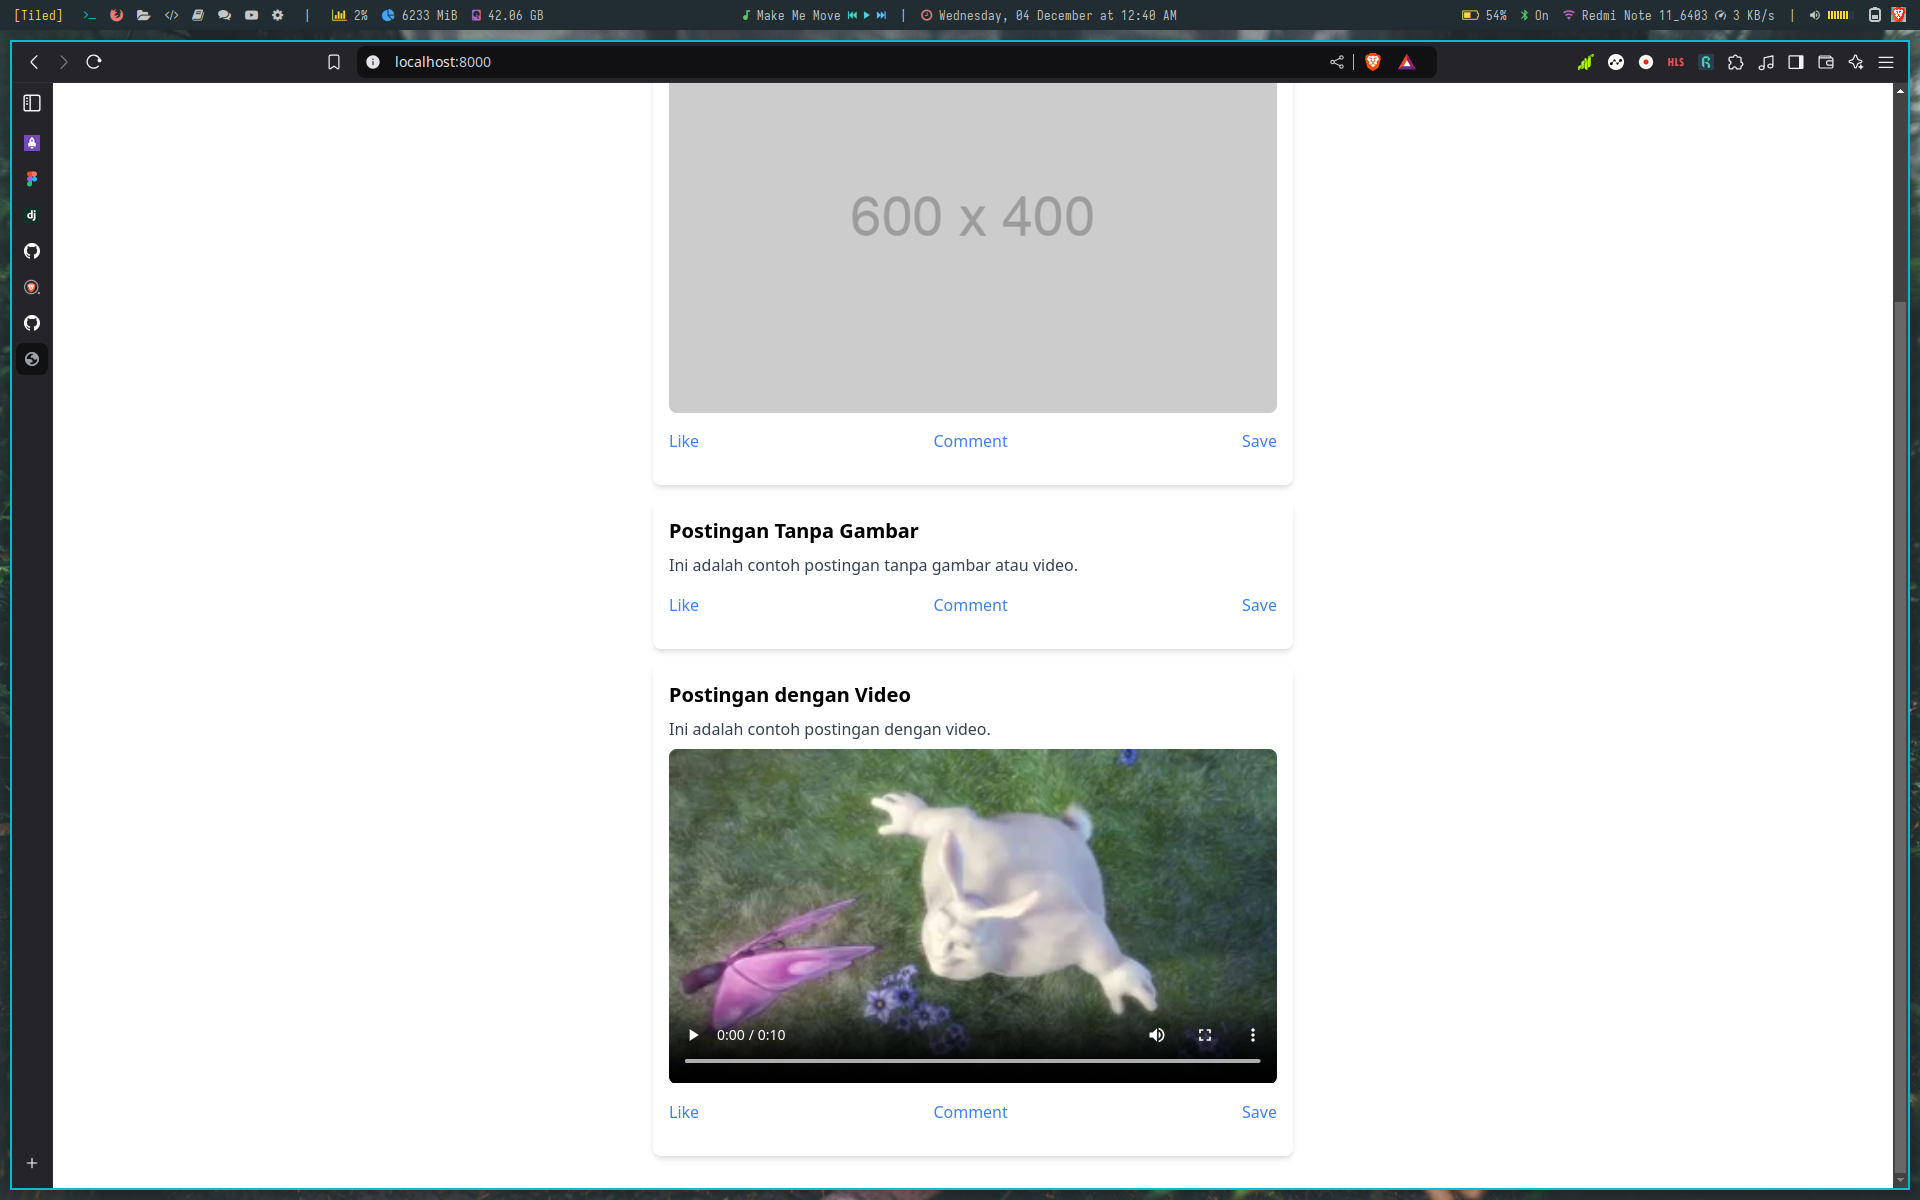 [Tiled] 2% 6233 MiB 42.06 GB Make Me Move | Wednesday, 04 December at 12:40 AM 54% On Redmi Note 11_6403 3 KB/s |
localhost:8000 HLS
dj
600 x 400
Like Comment Save
Postingan Tanpa Gambar
Ini adalah contoh postingan tanpa gambar atau video.
Like Comment Save
Postingan dengan Video
Ini adalah contoh postingan dengan video.
0:00 / 0:10
Like Comment Save